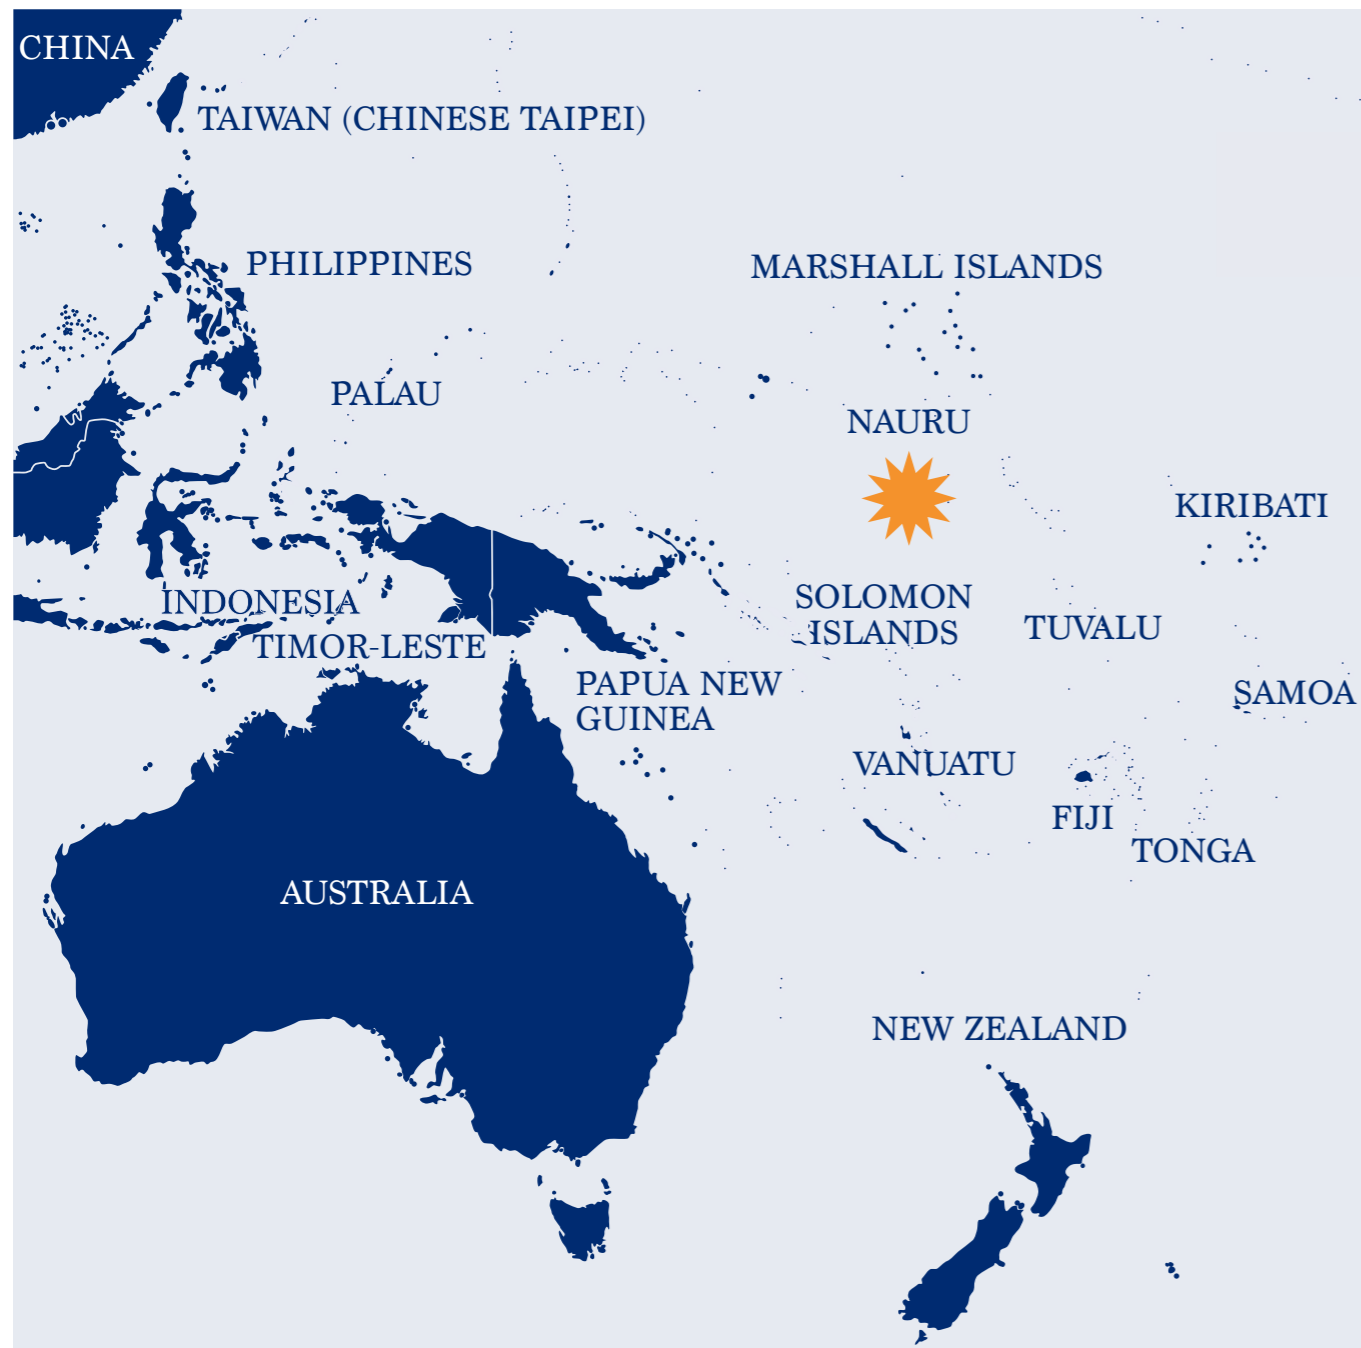 CHINA
TAIWAN (CHINESE TAIPEI)
PHILIPPINES
MARSHALL ISLANDS
PALAU
NAURU
KIRIBATI
INDONESIA
SOLOMON
ISLANDS
TIMOR-LESTE
TUVALU
PAPUA NEW
GUINEA
SAMOA
VANUATU
FIJI
TONGA
AUSTRALIA
NEW ZEALAND